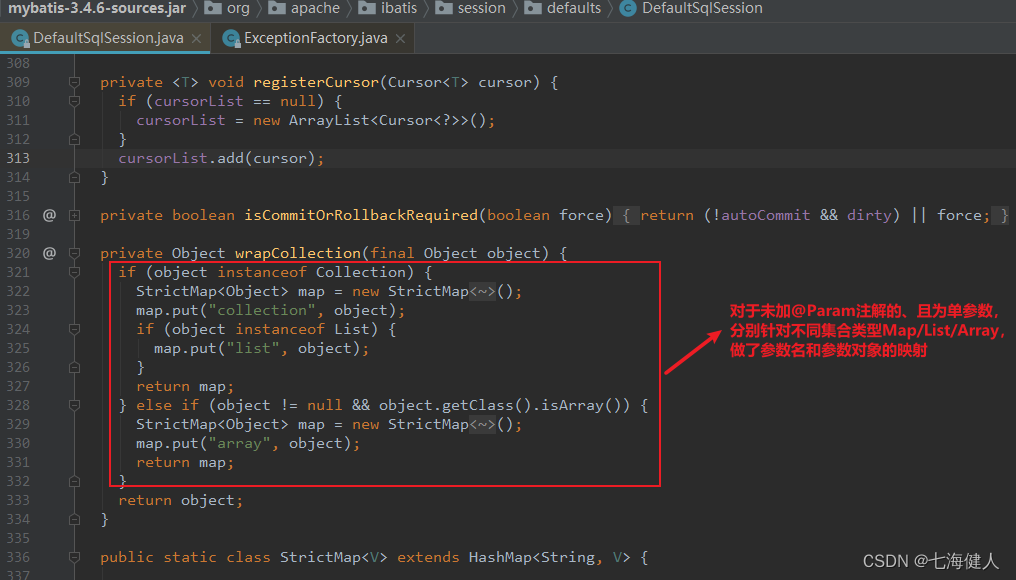 mybatis-3.4.6-sources.jar org apache ibatis session defaults DefaultSqlSession
DefaultSqlSession.java × ExceptionFactory.java ×
308
309 private <T> void registerCursor(Cursor<T> cursor) {
310 if (cursorList == null) {
311 cursorList = new ArrayList<Cursor<?>>();
312 }
313 cursorList.add(cursor);
314 }
315
316 @ private boolean isCommitOrRollbackRequired(boolean force) { return (!autoCommit && dirty) || force; }
319
320 @ private Object wrapCollection(final Object object) {
321 if (object instanceof Collection) {
322 StrictMap<Object> map = new StrictMap<~>();
323 map.put("collection", object);
324 if (object instanceof List) {
325 map.put("list", object);
326 }
327 return map;
328 } else if (object != null && object.getClass().isArray()) {
329 StrictMap<Object> map = new StrictMap<~>();
330 map.put("array", object);
331 return map;
332 }
333 return object;
334 }
335
336 public static class StrictMap<V> extends HashMap<String, V> {
337
对于未加@Param注解的、且为单参数，
分别针对不同集合类型Map/List/Array，
做了参数名和参数对象的映射
CSDN @七海健人